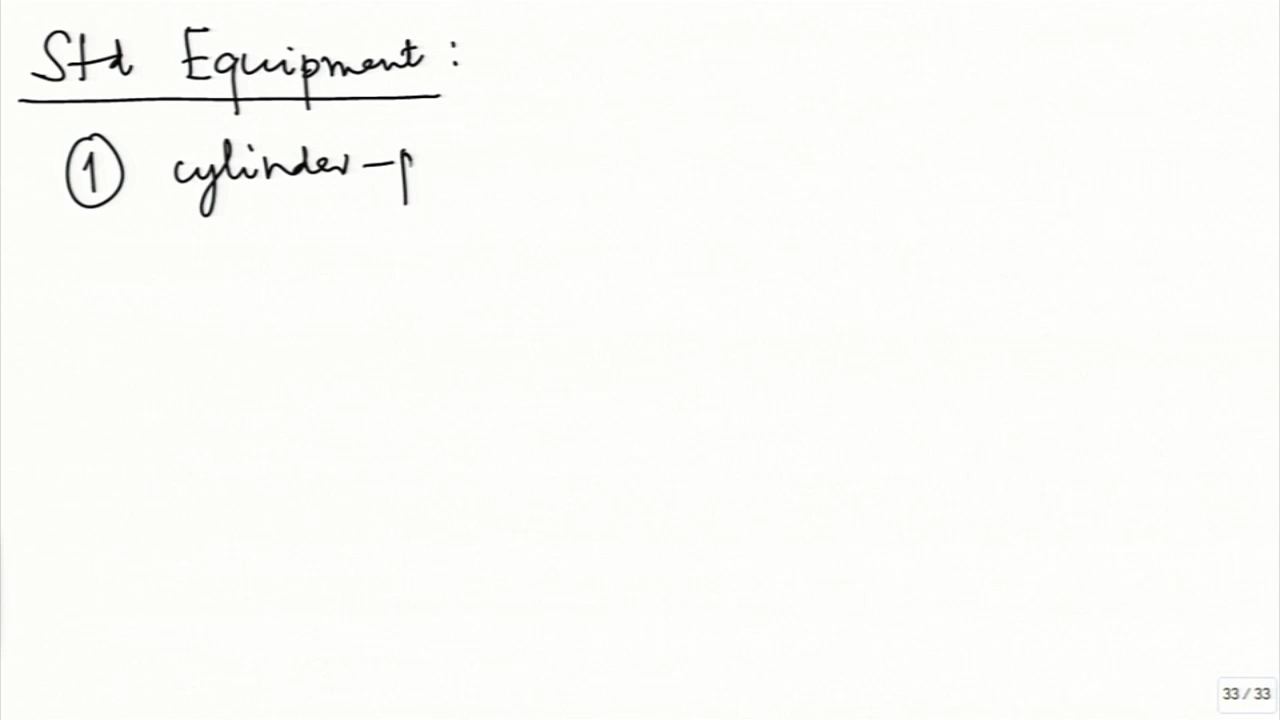 Std Equipment :
① cylinder - p
33 / 33